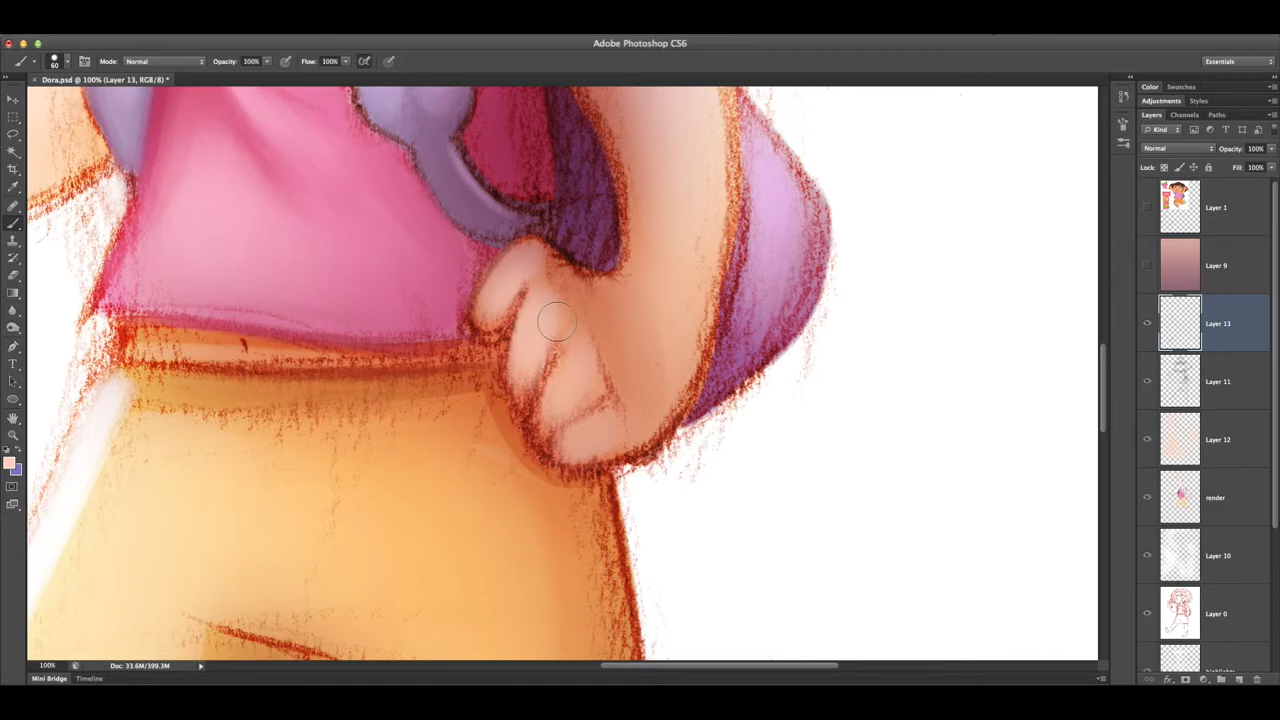 Adobe Photoshop CS6
60 Mode: Normal Opacity: 100% Flow: 100% Essentials
Dora.psd @ 100% (Layer 13, RGB/8) *
Color Swatches
Adjustments Styles
Layers Channels Paths
Kind
Normal Opacity: 100%
Lock: Fill: 100%
Layer 1
Layer 9
Layer 13
Layer 11
Layer 12
render
Layer 10
Layer 0
100% Doc: 33.6M/399.3M
Mini Bridge Timeline